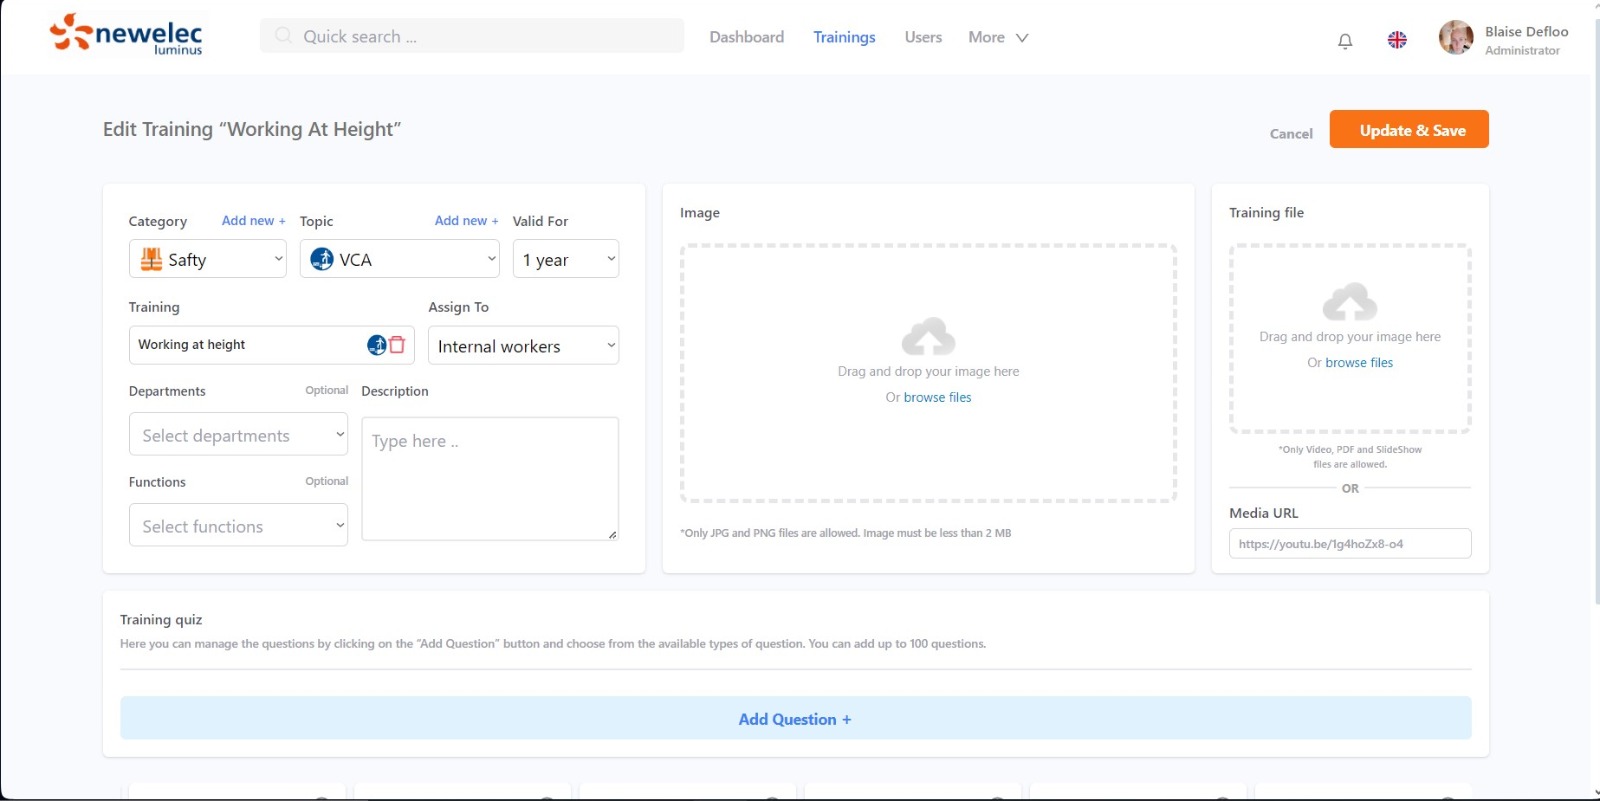 newelec
luminus
Quick search ...
Dashboard
Trainings
Users
More
Blaise Defloo
Administrator
Edit Training “Working At Height”
Cancel
Update & Save
Category
Add new +
Topic
Add new +
Valid For
Safty
VCA
1 year
Training
Assign To
Working at height
Internal workers
Departments
Optional
Description
Select departments
Type here ..
Functions
Optional
Select functions
Image
Drag and drop your image here
Or browse files
*Only JPG and PNG files are allowed. Image must be less than 2 MB
Training file
Drag and drop your image here
Or browse files
*Only Video, PDF and SlideShow
files are allowed.
OR
Media URL
https://youtu.be/1g4hoZx8-o4
Training quiz
Here you can manage the questions by clicking on the “Add Question” button and choose from the available types of question. You can add up to 100 questions.
Add Question +